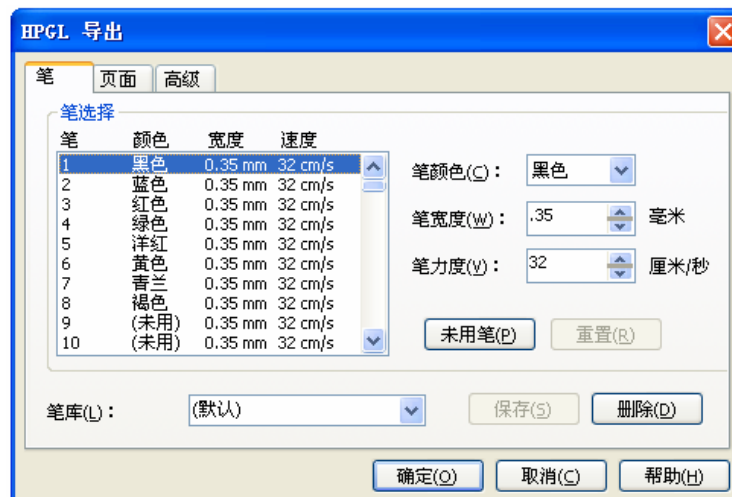 HPGL 导出
笔 页面 高级
笔选择
笔 颜色 宽度 速度
1 黑色 0.35 mm 32 cm/s
2 蓝色 0.35 mm 32 cm/s
3 红色 0.35 mm 32 cm/s
4 绿色 0.35 mm 32 cm/s
5 洋红 0.35 mm 32 cm/s
6 黄色 0.35 mm 32 cm/s
7 青兰 0.35 mm 32 cm/s
8 褐色 0.35 mm 32 cm/s
9 (未用) 0.35 mm 32 cm/s
10 (未用) 0.35 mm 32 cm/s
笔颜色(C)： 黑色
笔宽度(W)： .35 毫米
笔力度(V)： 32 厘米/秒
未用笔(P) 重置(R)
笔库(L)： (默认) 保存(S) 删除(D)
确定(O) 取消(C) 帮助(H)